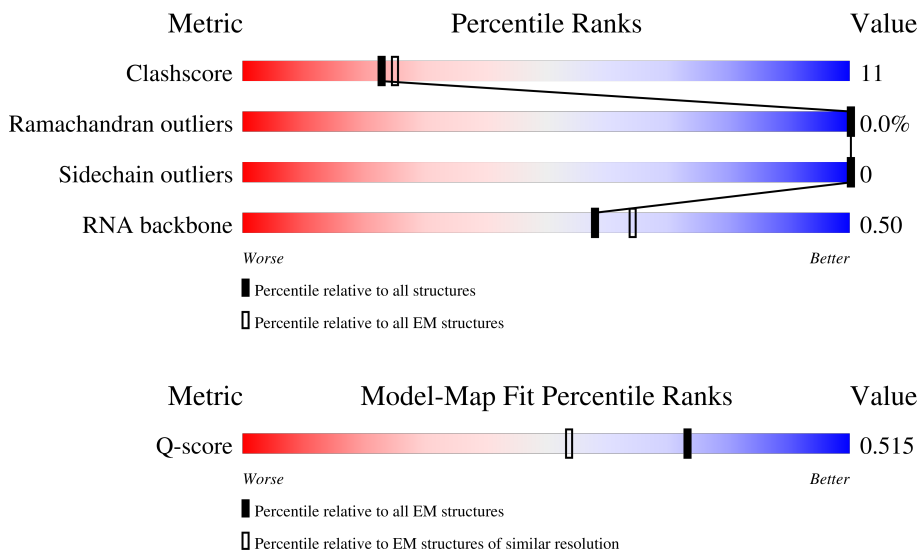 Metric Percentile Ranks Value
Clashscore 11
Ramachandran outliers 0.0%
Sidechain outliers 0
RNA backbone 0.50
Worse Better
Percentile relative to all structures
Percentile relative to all EM structures
Metric Model-Map Fit Percentile Ranks Value
Q-score 0.515
Worse Better
Percentile relative to all EM structures
Percentile relative to EM structures of similar resolution